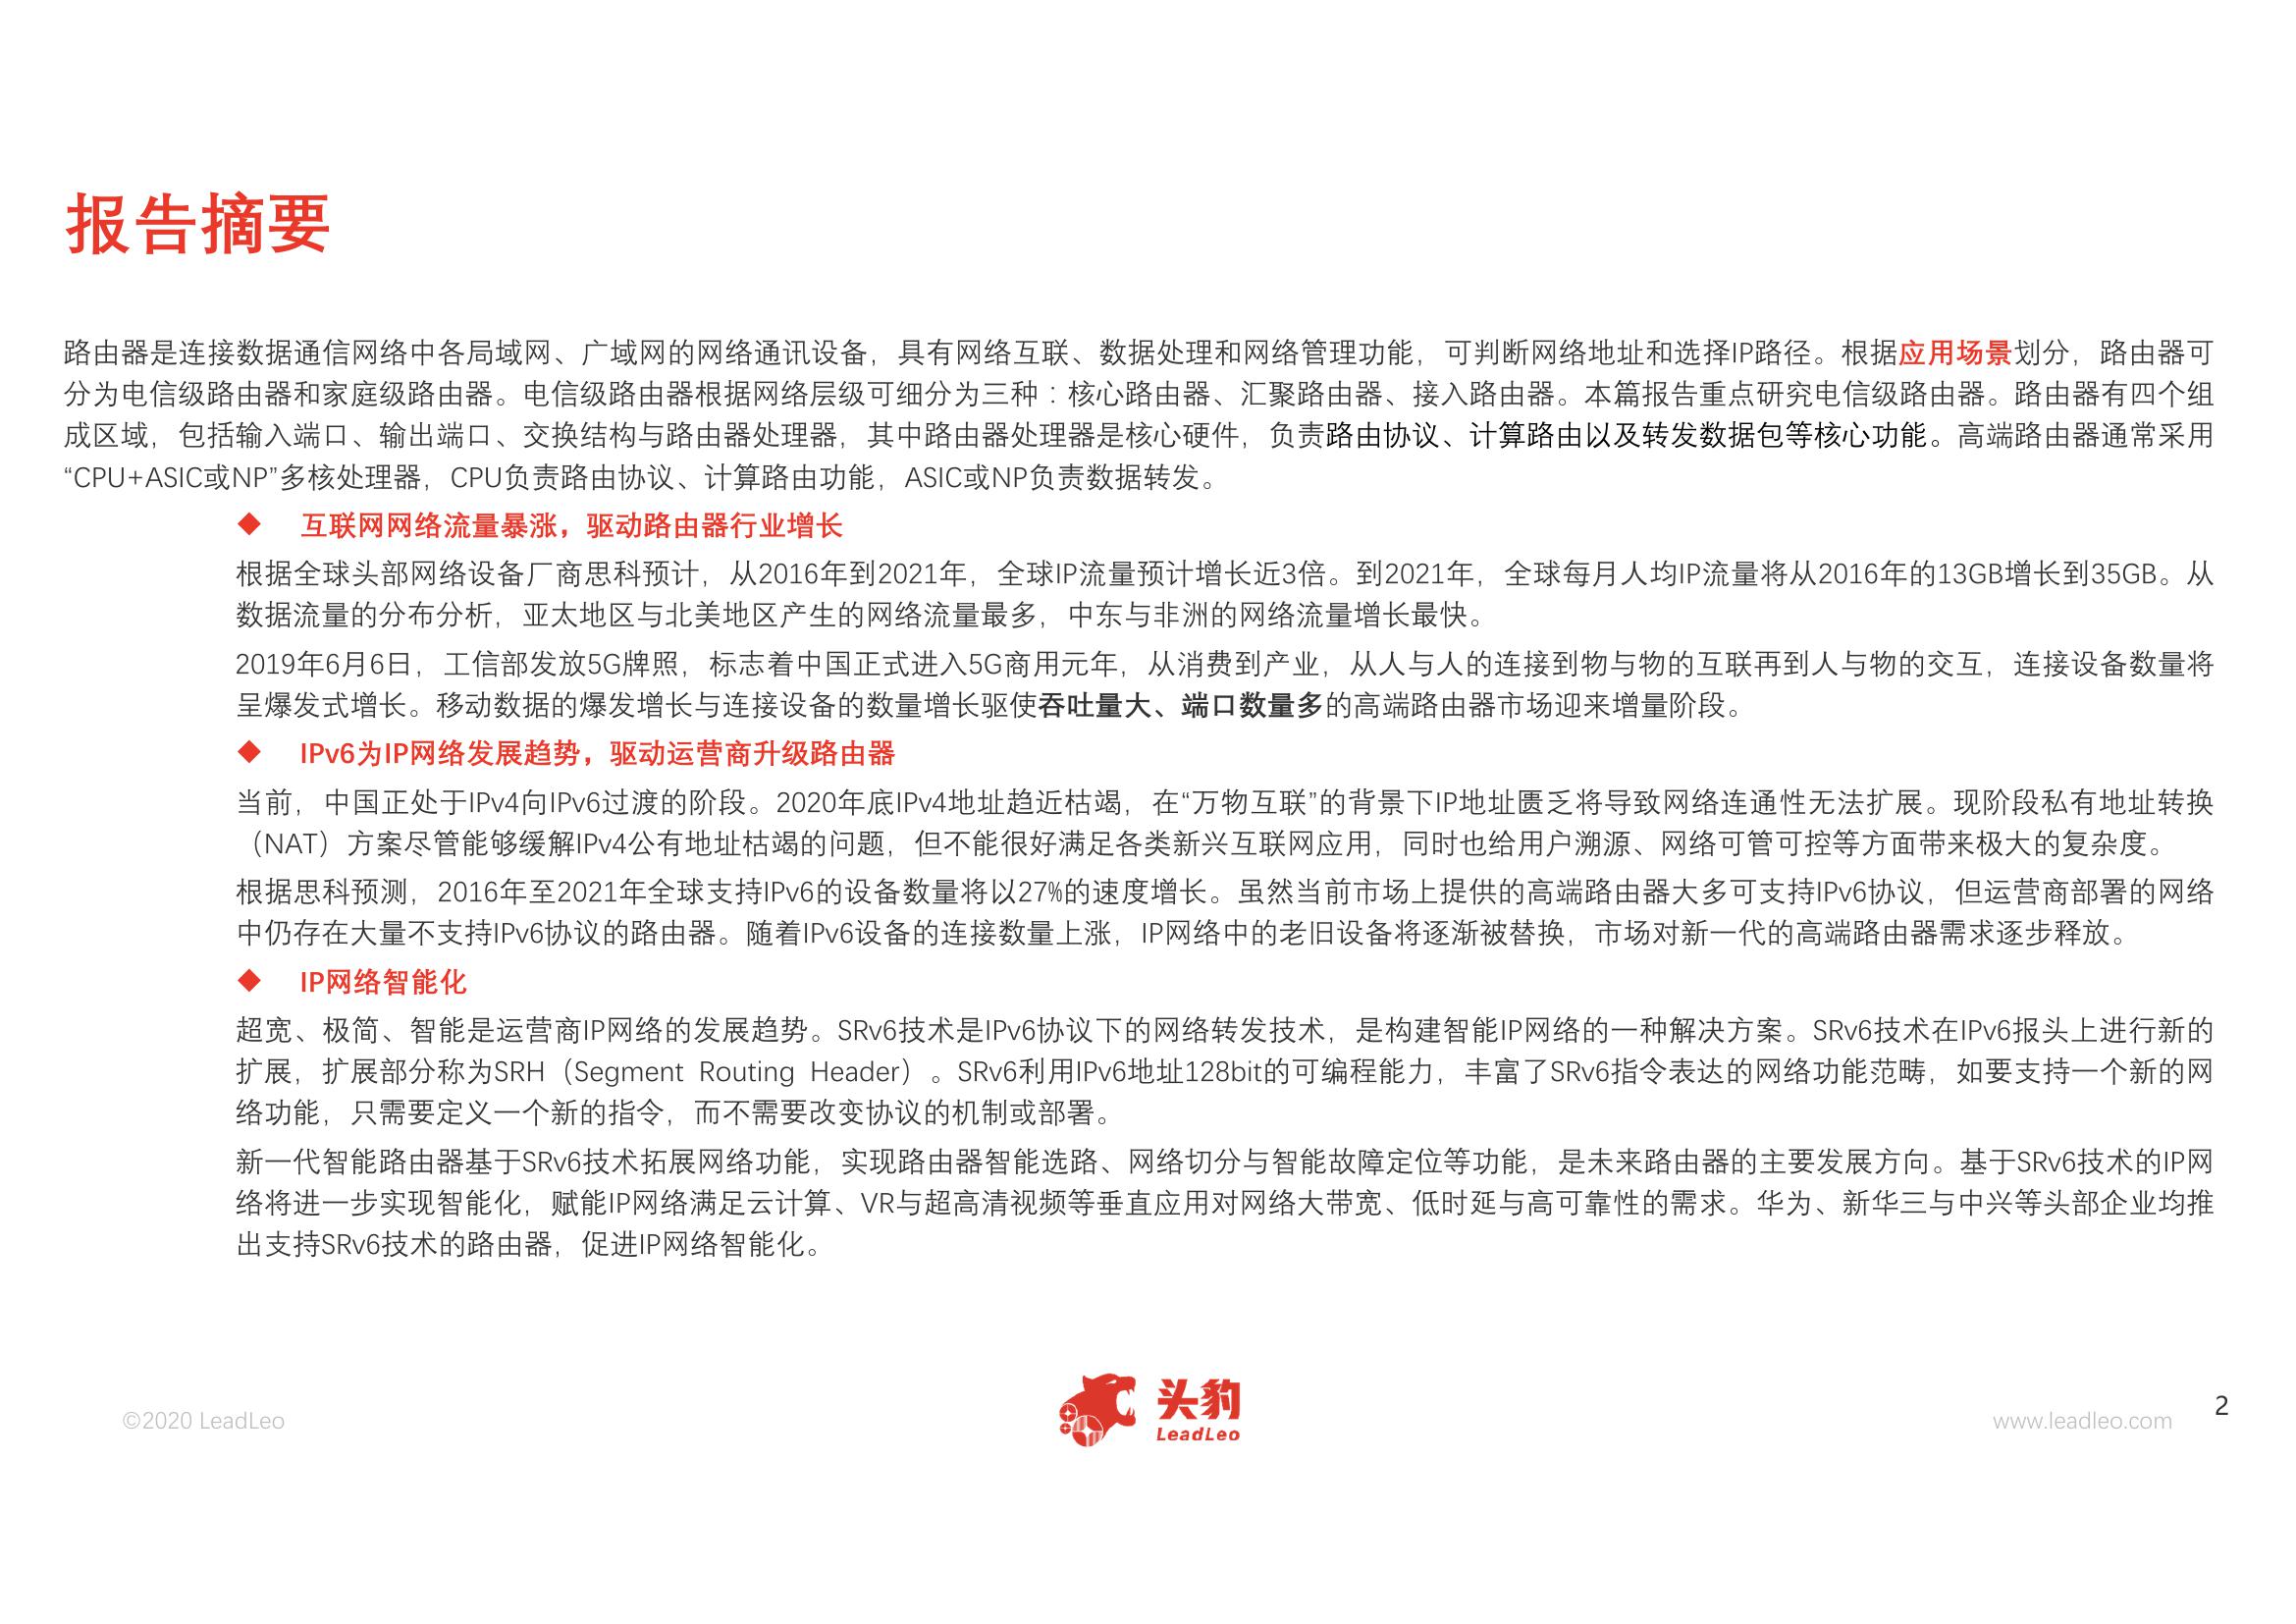 报告摘要
路由器是连接数据通信网络中各局域网、广域网的网络通讯设备，具有网络互联、数据处理和网络管理功能，可判断网络地址和选择IP路径。根据应用场景划分，路由器可
分为电信级路由器和家庭级路由器。电信级路由器根据网络层级可细分为三种：核心路由器、汇聚路由器、接入路由器。本篇报告重点研究电信级路由器。路由器有四个组
成区域，包括输入端口、输出端口、交换结构与路由器处理器，其中路由器处理器是核心硬件，负责路由协议、计算路由以及转发数据包等核心功能。高端路由器通常采用
“CPU+ASIC或NP”多核处理器，CPU负责路由协议、计算路由功能，ASIC或NP负责数据转发。
◆ 互联网网络流量暴涨，驱动路由器行业增长
根据全球头部网络设备厂商思科预计，从2016年到2021年，全球IP流量预计增长近3倍。到2021年，全球每月人均IP流量将从2016年的13GB增长到35GB。从
数据流量的分布分析，亚太地区与北美地区产生的网络流量最多，中东与非洲的网络流量增长最快。
2019年6月6日，工信部发放5G牌照，标志着中国正式进入5G商用元年，从消费到产业，从人与人的连接到物与物的互联再到人与物的交互，连接设备数量将
呈爆发式增长。移动数据的爆发增长与连接设备的数量增长驱使吞吐量大、端口数量多的高端路由器市场迎来增量阶段。
◆ IPv6为IP网络发展趋势，驱动运营商升级路由器
当前，中国正处于IPv4向IPv6过渡的阶段。2020年底IPv4地址趋近枯竭，在“万物互联”的背景下IP地址匮乏将导致网络连通性无法扩展。现阶段私有地址转换
（NAT）方案尽管能够缓解IPv4公有地址枯竭的问题，但不能很好满足各类新兴互联网应用，同时也给用户溯源、网络可管可控等方面带来极大的复杂度。
根据思科预测，2016年至2021年全球支持IPv6的设备数量将以27%的速度增长。虽然当前市场上提供的高端路由器大多可支持IPv6协议，但运营商部署的网络
中仍存在大量不支持IPv6协议的路由器。随着IPv6设备的连接数量上涨，IP网络中的老旧设备将逐渐被替换，市场对新一代的高端路由器需求逐步释放。
◆ IP网络智能化
超宽、极简、智能是运营商IP网络的发展趋势。SRv6技术是IPv6协议下的网络转发技术，是构建智能IP网络的一种解决方案。SRv6技术在IPv6报头上进行新的
扩展，扩展部分称为SRH（Segment Routing Header）。SRv6利用IPv6地址128bit的可编程能力，丰富了SRv6指令表达的网络功能范畴，如要支持一个新的网
络功能，只需要定义一个新的指令，而不需要改变协议的机制或部署。
新一代智能路由器基于SRv6技术拓展网络功能，实现路由器智能选路、网络切分与智能故障定位等功能，是未来路由器的主要发展方向。基于SRv6技术的IP网
络将进一步实现智能化，赋能IP网络满足云计算、VR与超高清视频等垂直应用对网络大带宽、低时延与高可靠性的需求。华为、新华三与中兴等头部企业均推
出支持SRv6技术的路由器，促进IP网络智能化。
©2020 LeadLeo
头豹
LeadLeo
www.leadleo.com
2